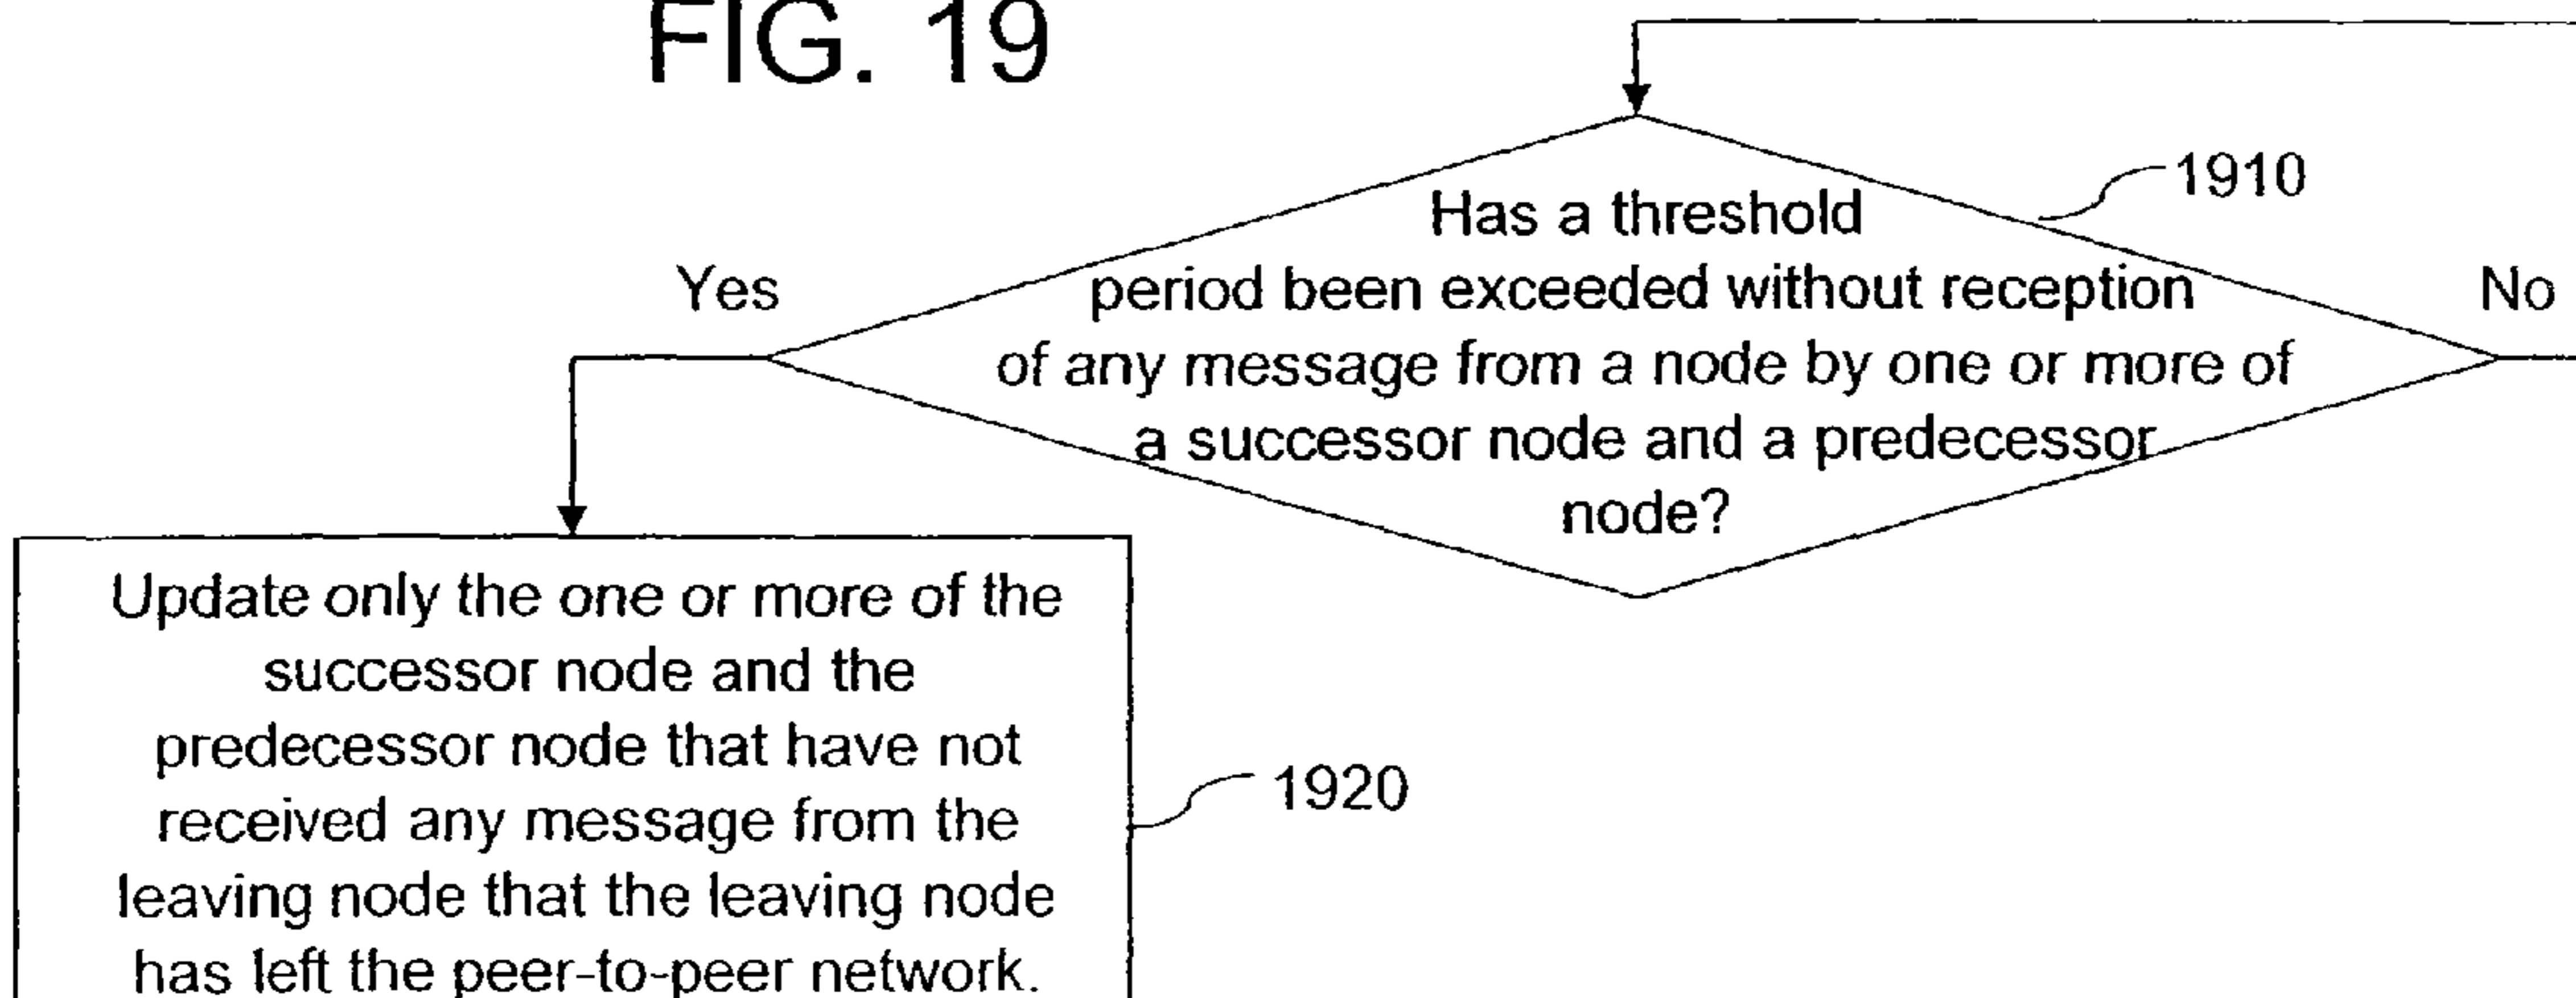 FIG. 19
1910
Has a threshold
period been exceeded without reception
of any message from a node by one or more of
a successor node and a predecessor
node?
Yes
No
Update only the one or more of the
successor node and the
predecessor node that have not
received any message from the
leaving node that the leaving node
has left the peer-to-peer network.
1920